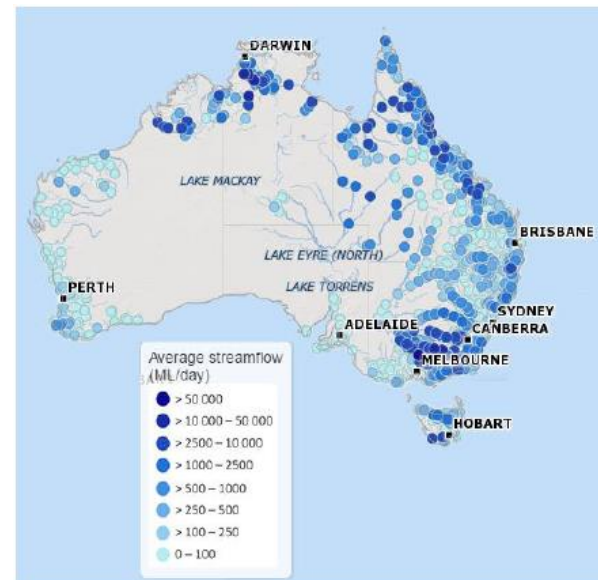 DARWIN
LAKE MACKAY
BRISBANE
LAKE EYRE (NORTH)
LAKE TORRENS
PERTH
SYDNEY
ADELAIDE
CANBERRA
MELBOURNE
Average streamflow
(ML/day)
> 50 000
> 10 000 – 50 000
> 2500 – 10 000
> 1000 – 2500
> 500 – 1000
> 250 – 500
> 100 – 250
0 – 100
HOBART